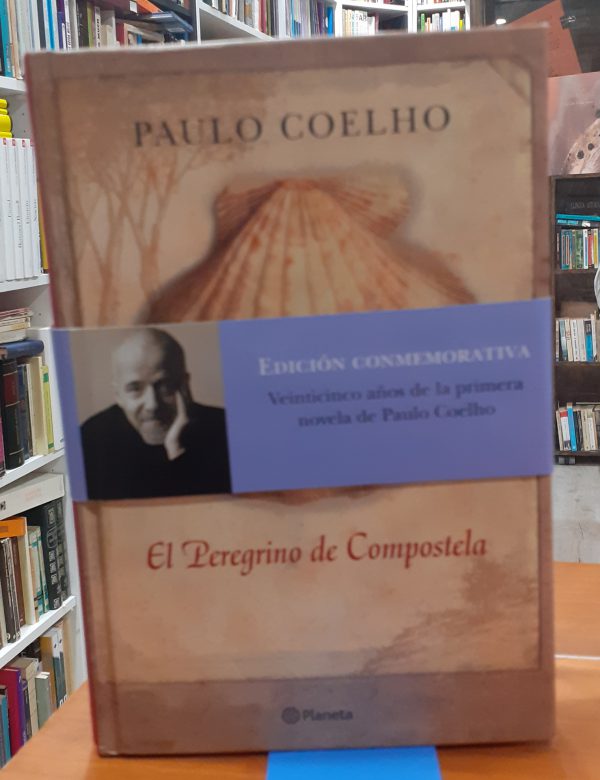 PAULO COELHO
EDICIÓN CONMEMORATIVA
Veinticinco años de la primera
novela de Paulo Coelho
El Peregrino de Compostela
Planeta